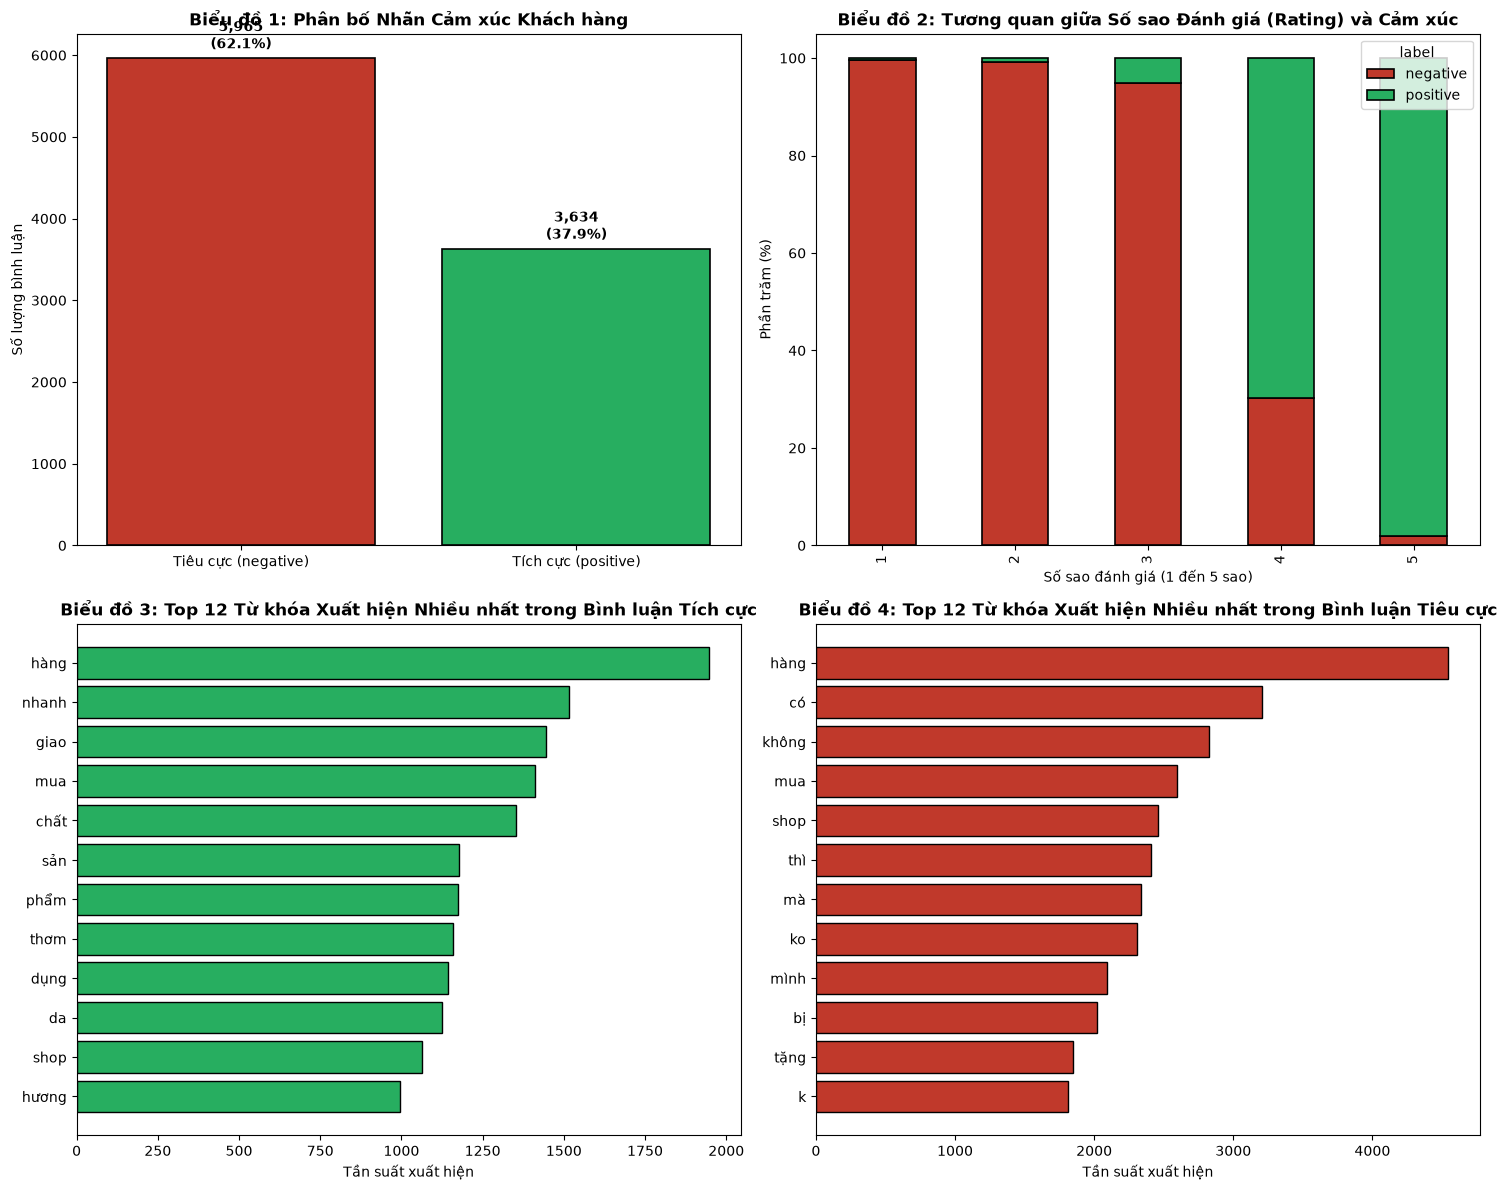 Biểu đồ 1: Phân bố Nhãn Cảm xúc Khách hàng
5,965
(62.1%)
3,634
(37.9%)
6000
5000
4000
3000
2000
1000
0
Số lượng bình luận
Tiêu cực (negative)
Tích cực (positive)
Biểu đồ 2: Tương quan giữa Số sao Đánh giá (Rating) và Cảm xúc
label
negative
positive
100
80
60
40
20
0
Phần trăm (%)
1
2
3
4
5
Số sao đánh giá (1 đến 5 sao)
Biểu đồ 3: Top 12 Từ khóa Xuất hiện Nhiều nhất trong Bình luận Tích cực
hàng
nhanh
giao
mua
chất
sản
phẩm
thơm
dụng
da
shop
hương
0
250
500
750
1000
1250
1500
1750
2000
Tần suất xuất hiện
Biểu đồ 4: Top 12 Từ khóa Xuất hiện Nhiều nhất trong Bình luận Tiêu cực
hàng
có
không
mua
shop
thì
mà
ko
mình
bị
tặng
k
0
1000
2000
3000
4000
Tần suất xuất hiện